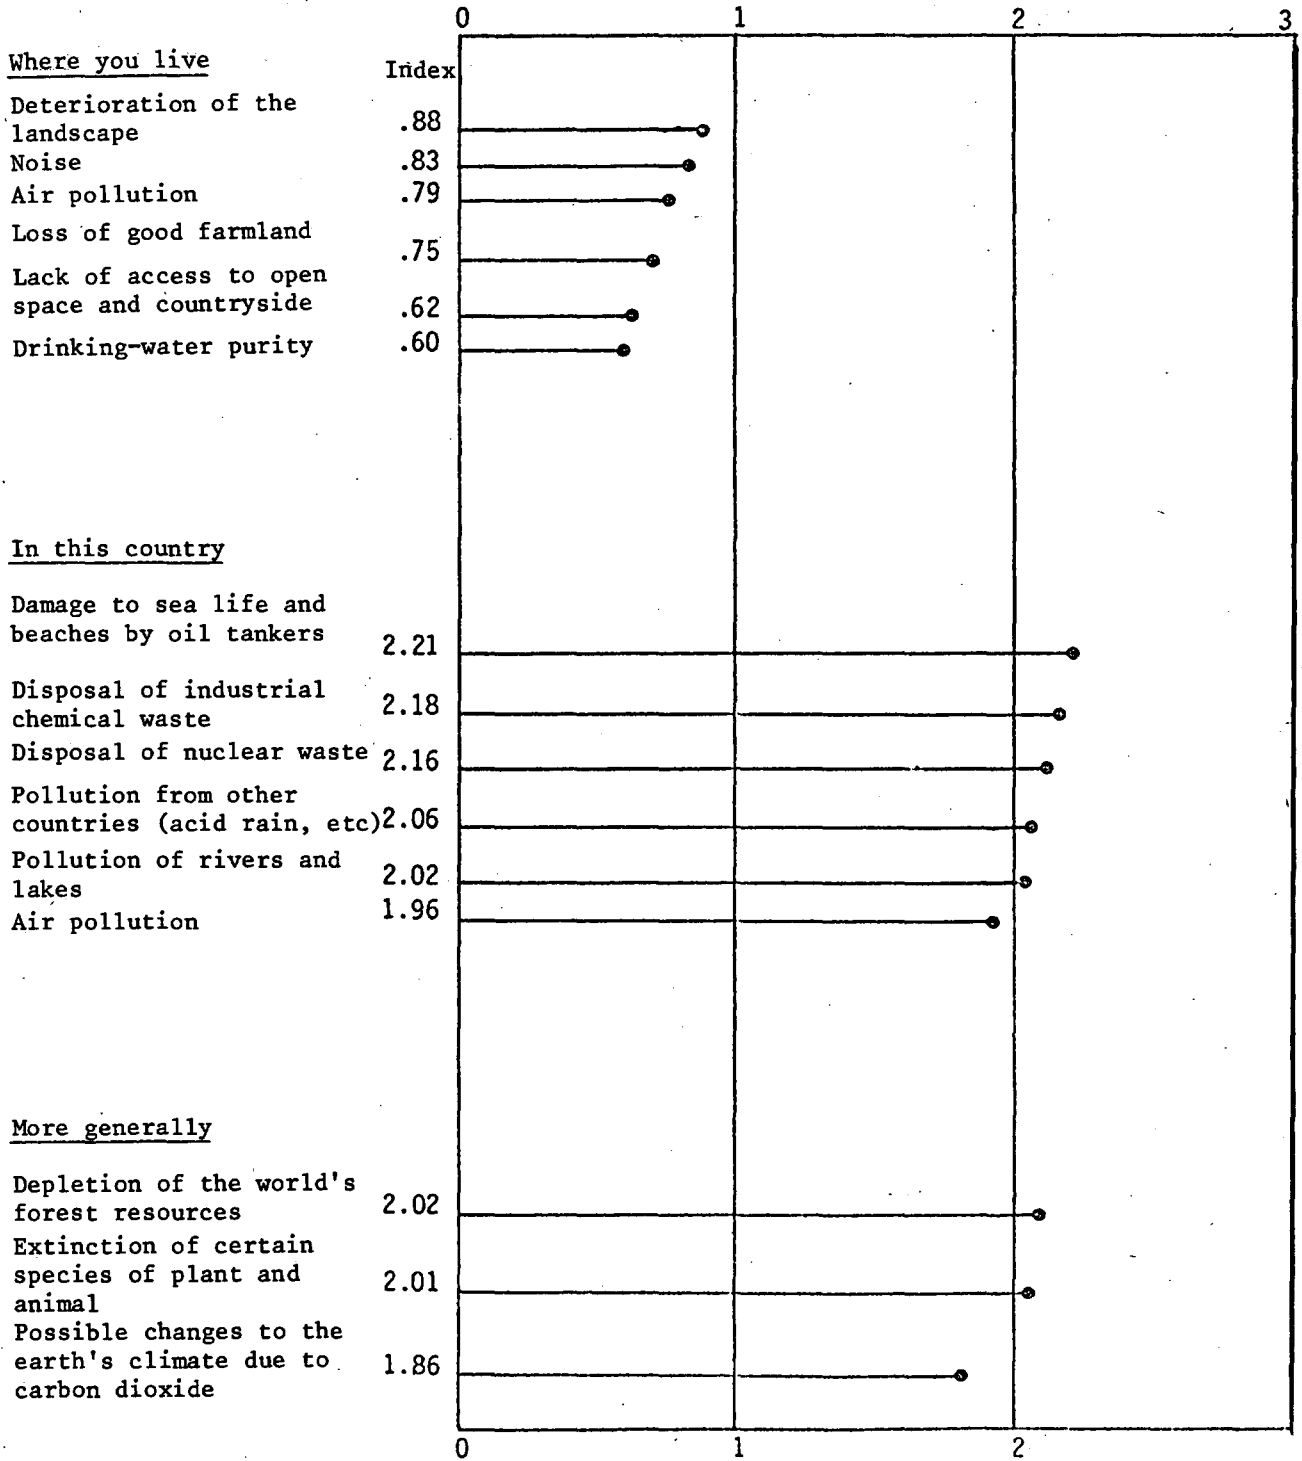 0 1 2 3
Where you live Index
Deterioration of the
landscape .88
Noise .83
Air pollution .79
Loss of good farmland
.75
Lack of access to open
space and countryside .62
Drinking-water purity .60
In this country
Damage to sea life and
beaches by oil tankers 2.21
Disposal of industrial
chemical waste 2.18
Disposal of nuclear waste 2.16
Pollution from other
countries (acid rain, etc) 2.06
Pollution of rivers and
lakes 2.02
Air pollution 1.96
More generally
Depletion of the world's
forest resources 2.02
Extinction of certain
species of plant and 2.01
animal
Possible changes to the
earth's climate due to 1.86
carbon dioxide
0 1 2